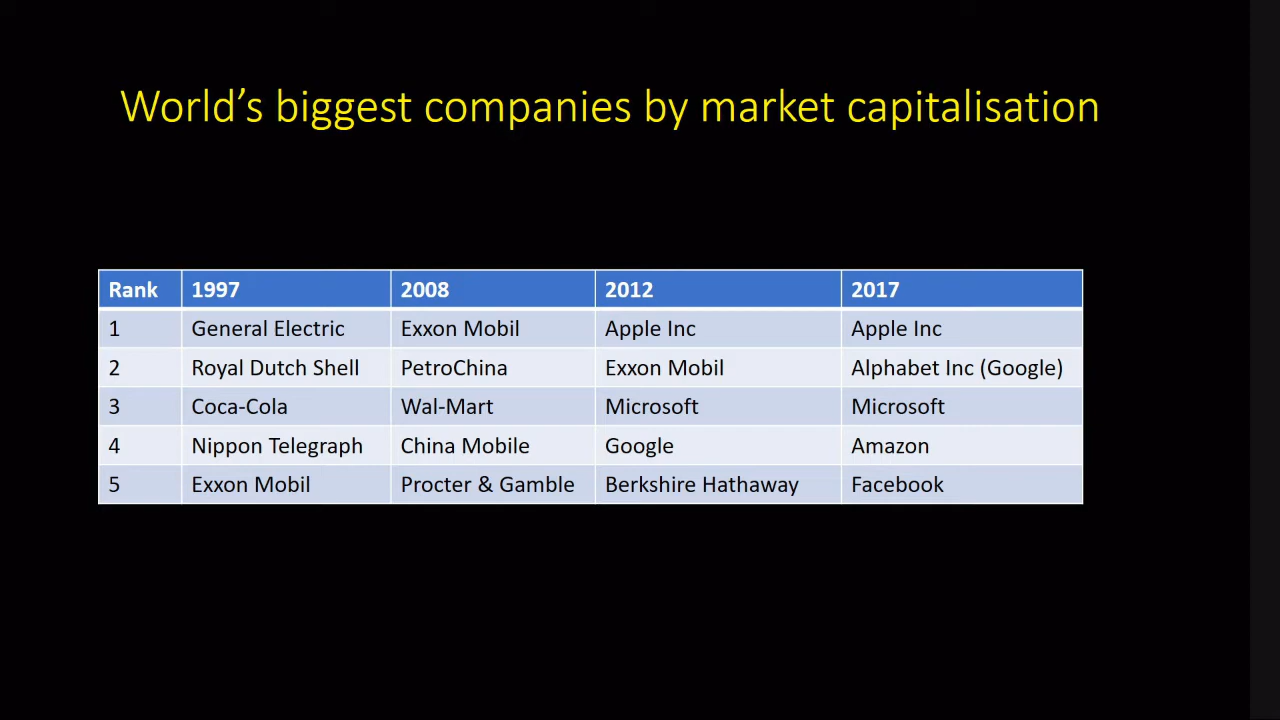 World’s biggest companies by market capitalisation
Rank 1997 2008 2012 2017
1 General Electric Exxon Mobil Apple Inc Apple Inc
2 Royal Dutch Shell PetroChina Exxon Mobil Alphabet Inc (Google)
3 Coca-Cola Wal-Mart Microsoft Microsoft
4 Nippon Telegraph China Mobile Google Amazon
5 Exxon Mobil Procter & Gamble Berkshire Hathaway Facebook